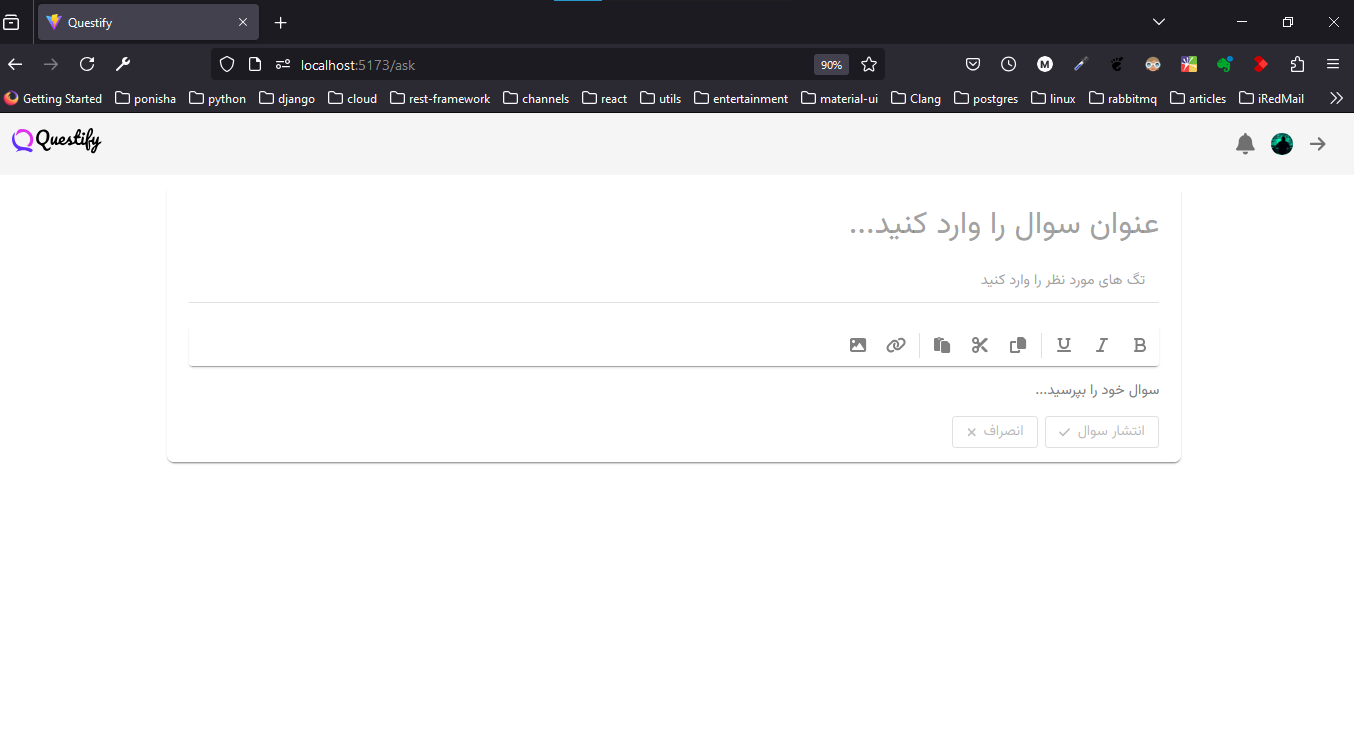 Questify
localhost:5173/ask
90%
Getting Started ponisha python django cloud rest-framework channels react utils entertainment material-ui Clang postgres linux rabbitmq articles iRedMail
Questify
عنوان سوال را وارد کنید...
تگ های مورد نظر را وارد کنید
B I U
سوال خود را بپرسید...
انتشار سوال انصراف